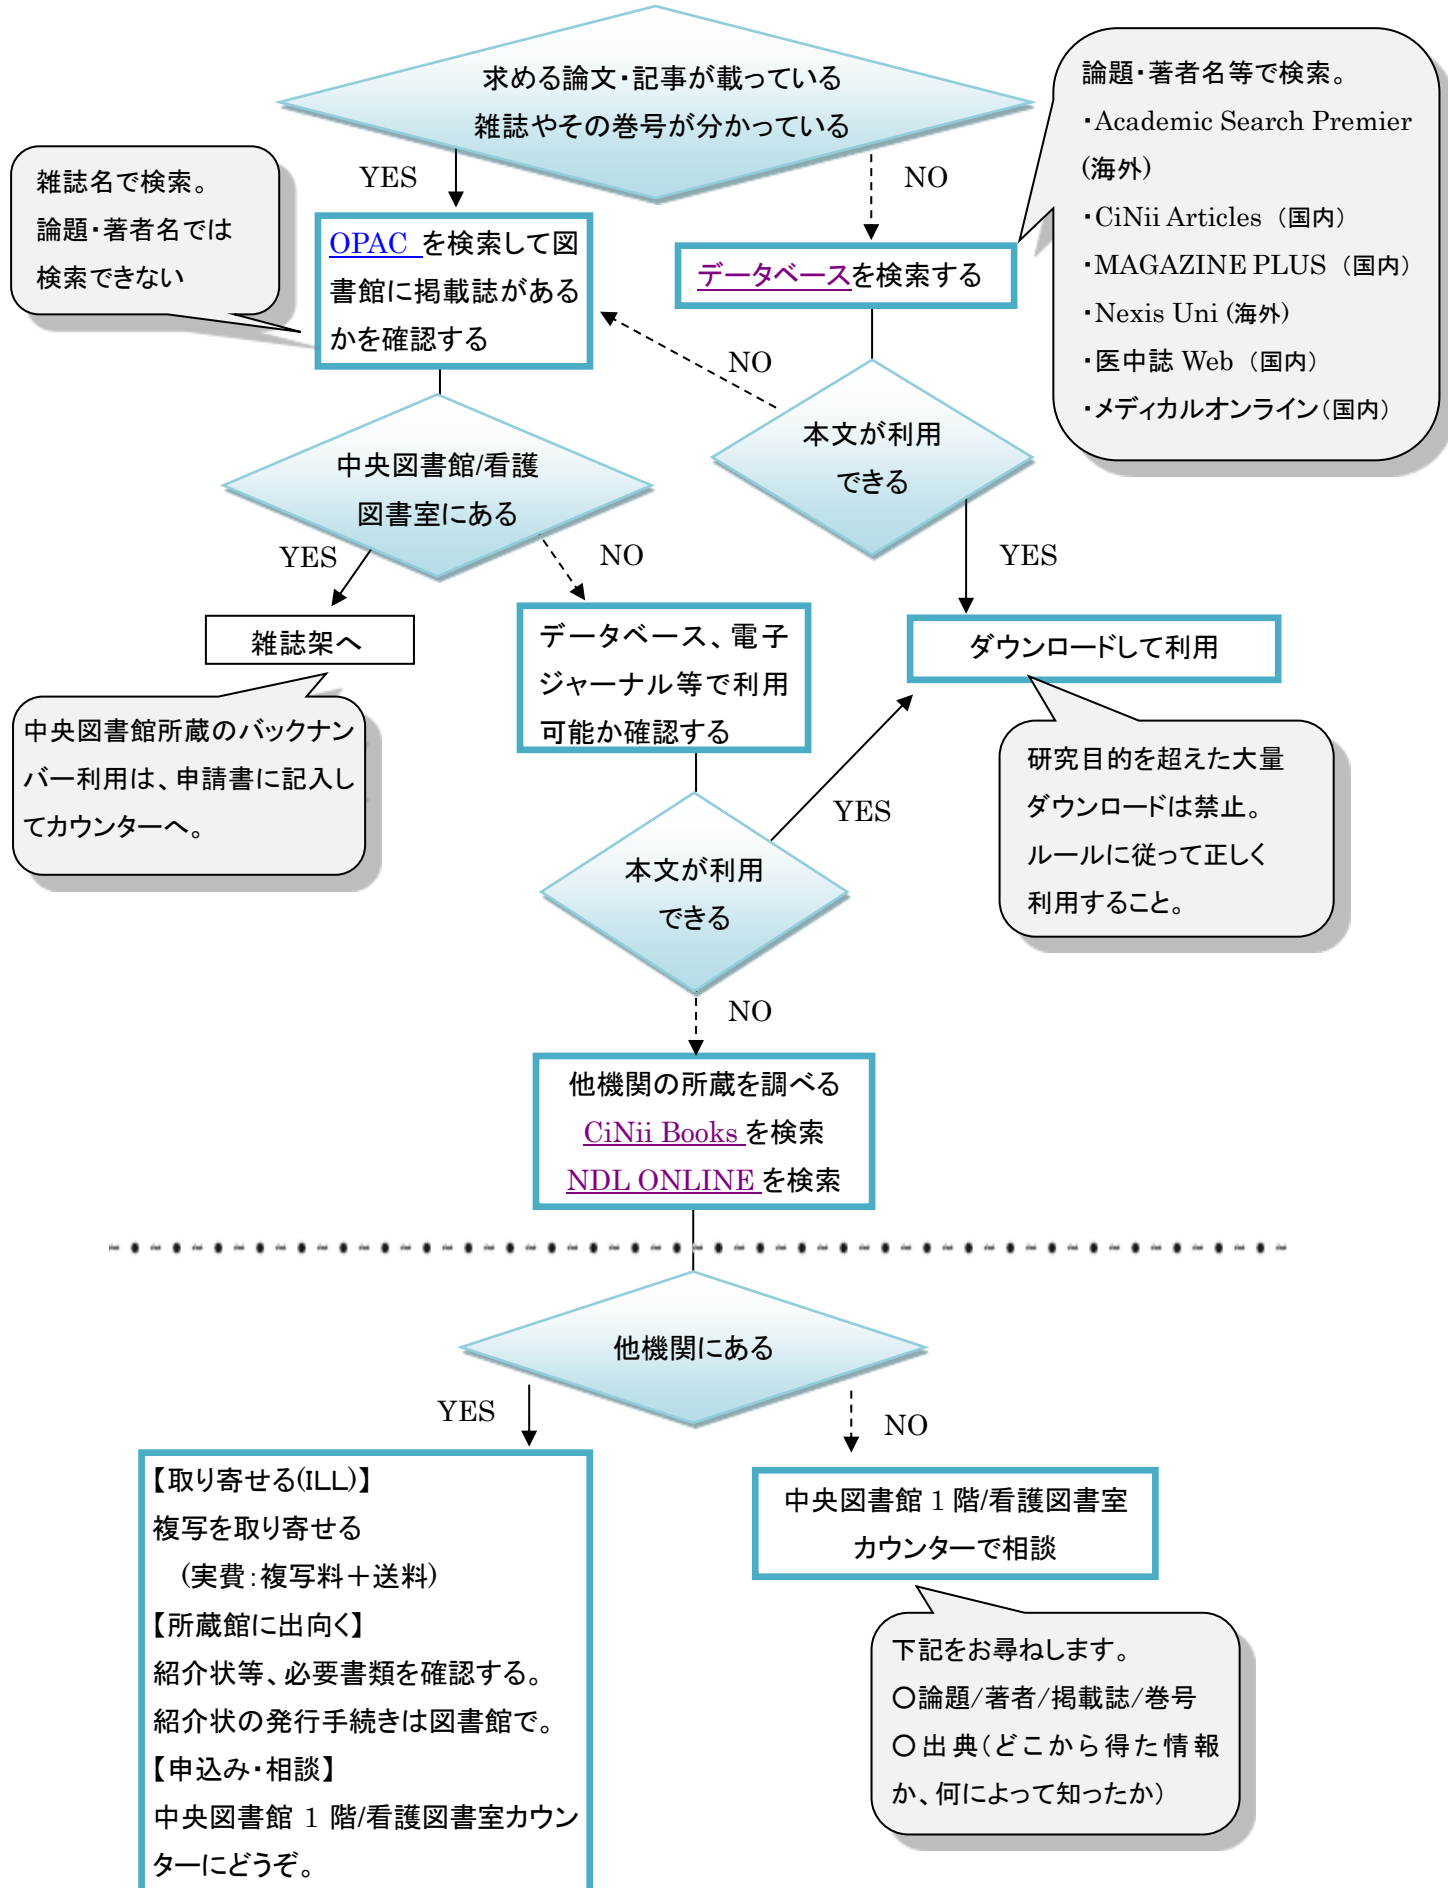 求める論文・記事が載っている
雑誌やその巻号が分かっている
論題・著者名等で検索。
・Academic Search Premier
(海外)
・CiNii Articles（国内）
・MAGAZINE PLUS（国内）
・Nexis Uni (海外)
・医中誌 Web（国内）
・メディカルオンライン（国内）
雑誌名で検索。
論題・著者名では
検索できない
YES
NO
OPAC を検索して図
書館に掲載誌がある
かを確認する
データベースを検索する
NO
本文が利用
できる
中央図書館/看護
図書室にある
YES
NO
YES
雑誌架へ
データベース、電子
ジャーナル等で利用
可能か確認する
ダウンロードして利用
中央図書館所蔵のバックナン
バー利用は、申請書に記入し
てカウンターへ。
研究目的を超えた大量
ダウンロードは禁止。
ルールに従って正しく
利用すること。
YES
本文が利用
できる
NO
他機関の所蔵を調べる
CiNii Books を検索
NDL ONLINE を検索
他機関にある
YES
NO
【取り寄せる(ILL)】
複写を取り寄せる
(実費：複写料＋送料)
【所蔵館に出向く】
紹介状等、必要書類を確認する。
紹介状の発行手続きは図書館で。
【申込み・相談】
中央図書館 1 階/看護図書室カウン
ターにどうぞ。
中央図書館 1 階/看護図書室
カウンターで相談
下記をお尋ねします。
○論題/著者/掲載誌/巻号
○出典（どこから得た情報
か、何によって知ったか）